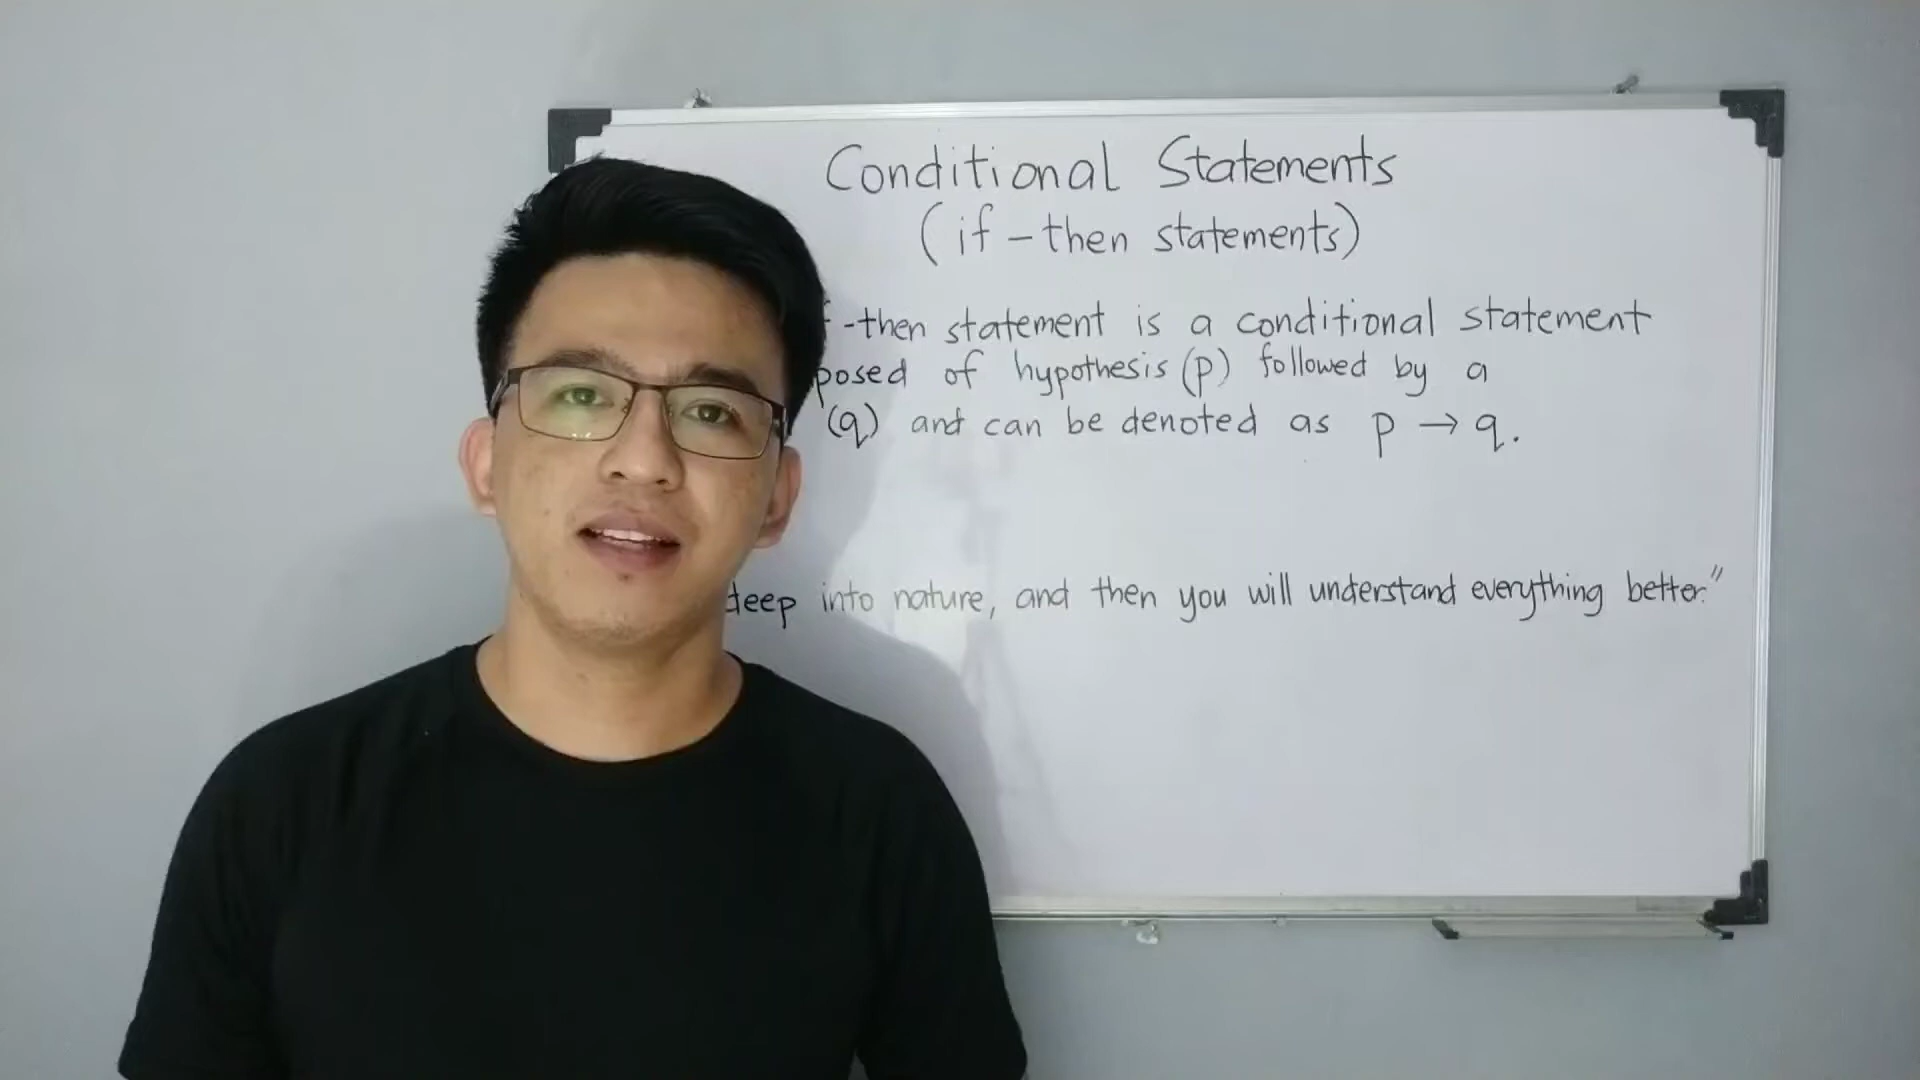 Conditional Statements
(if-then statements)
-then statement is a conditional statement
posed of hypothesis (p) followed by a
(q) and can be denoted as p → q.
deep into nature, and then you will understand everything better."